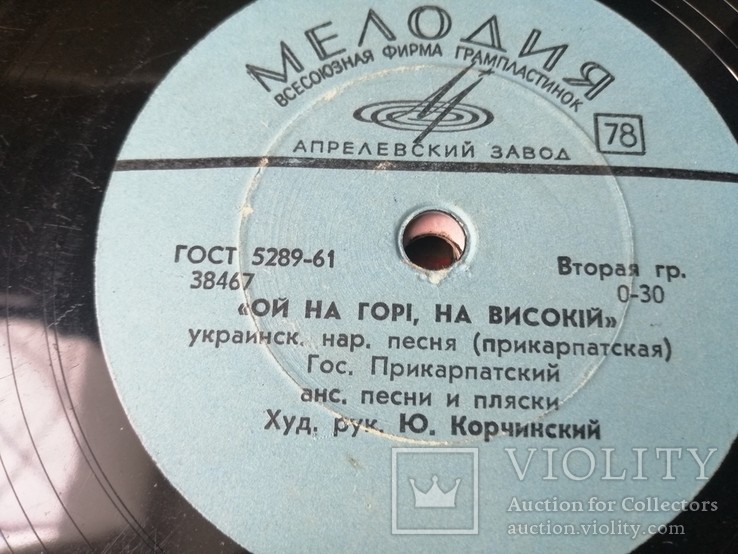 МЕЛОДИЯ
ВСЕСОЮЗНАЯ ФИРМА ГРАМПЛАСТИНОК
78
АПРЕЛЕВСКИЙ ЗАВОД
ГОСТ 5289-61
38467
Вторая гр.
0-30
«ОЙ НА ГОРІ, НА ВИСОКІЙ»
украинск. нар. песня (прикарпатская)
Гос. Прикарпатский
анс. песни и пляски
Худ. рук. Ю. Корчинский
VIOLITY
Auction for Collectors
auction.violity.com